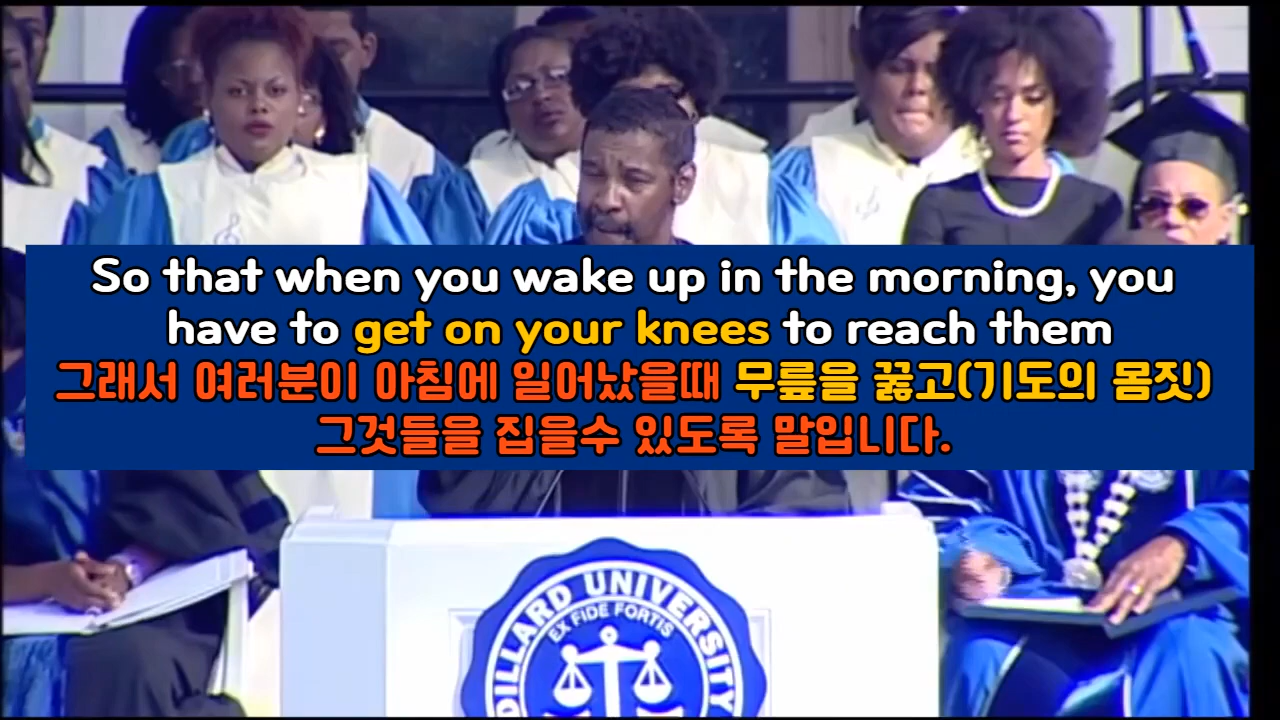 So that when you wake up in the morning, you
have to get on your knees to reach them
그래서 여러분이 아침에 일어났을때 무릎을 꿇고(기도의 몸짓)
그것들을 집을수 있도록 말입니다.
DILLARD UNIVERSITY
EX FIDE FORTIS